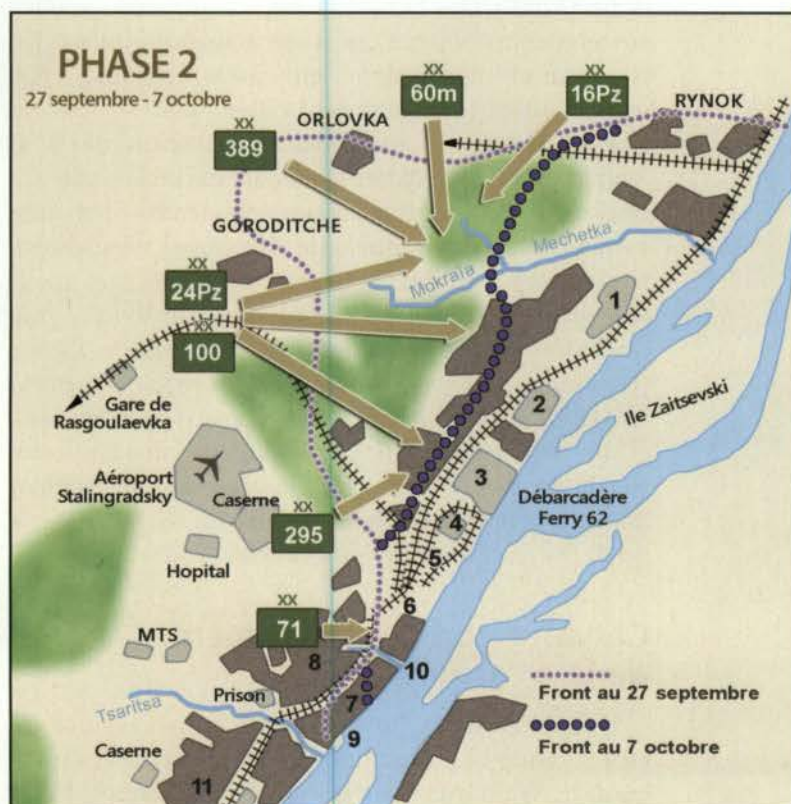 PHASE 2
27 septembre - 7 octobre
XX
60m
XX
16Pz
RYNOK
ORLOVKA
XX
389
GORODITCHE
Mechetka
Mokraïa
XX
24Pz
XX
100
1
Gare de
Rasgoulaevka
2
Ile Zaitsevski
Aéroport
Stalingradsky
3
Caserne
Débarcadère
Ferry 62
XX
295
4
5
Hopital
6
XX
71
MTS
8
10
Prison
7
Front au 27 septembre
Tsaritsa
9
Front au 7 octobre
Caserne
11